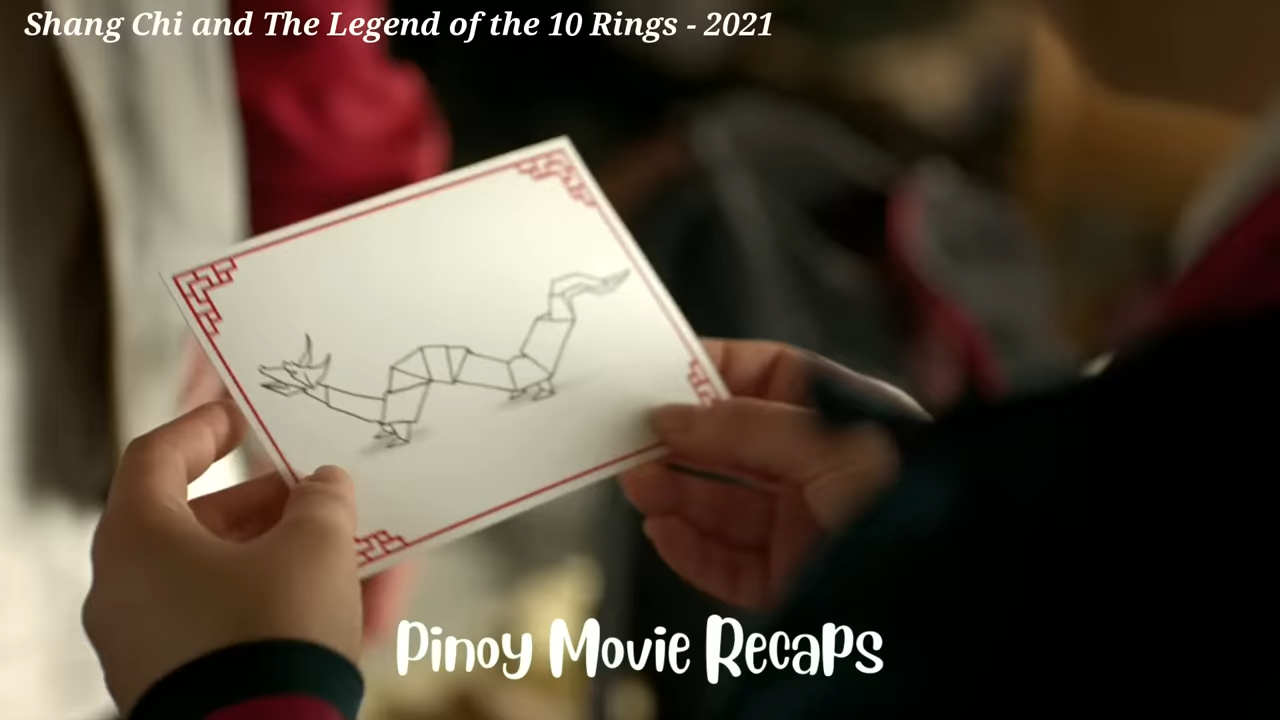 Shang Chi and The Legend of the 10 Rings - 2021
Pinoy Movie Recaps